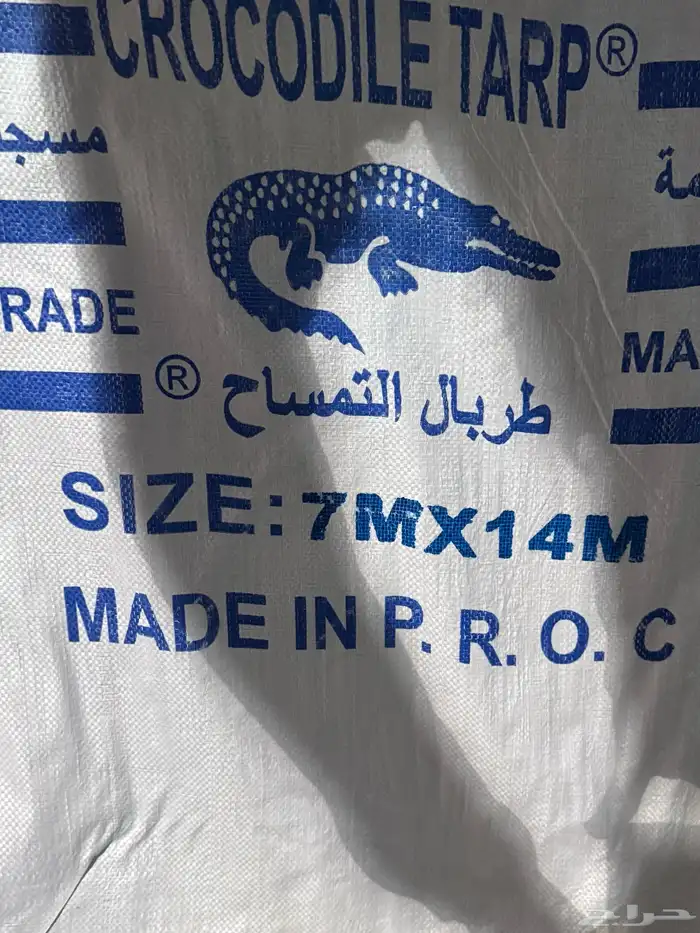 CROCODILE TARP®
مسج
مة
RADE
MA
® طربال التمساح
SIZE: 7MX14M
MADE IN P. R. O. C
حراج